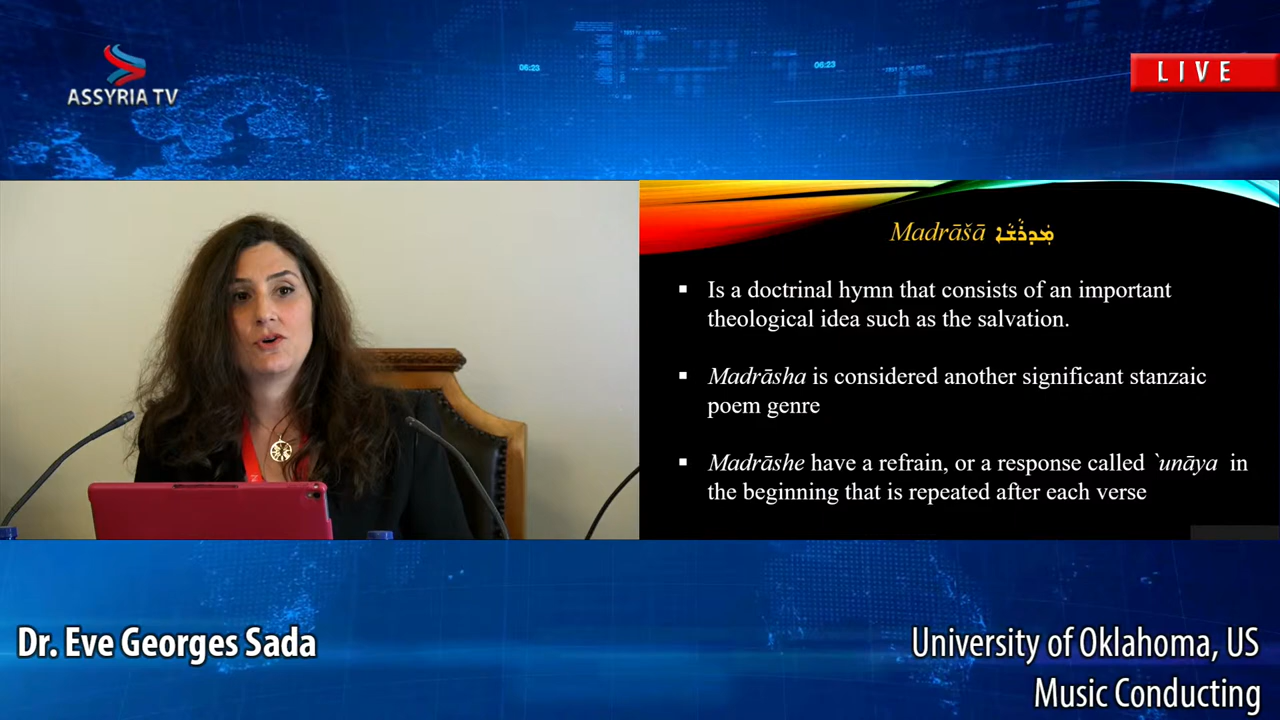 ASSYRIA TV
06:23
06:23
LIVE
Madrāšā ܡܲܕܪܵܫܵܐ
▪ Is a doctrinal hymn that consists of an important
theological idea such as the salvation.
▪ Madrāsha is considered another significant stanzaic
poem genre
▪ Madrāshe have a refrain, or a response called `unāya in
the beginning that is repeated after each verse
Dr. Eve Georges Sada
University of Oklahoma, US
Music Conducting